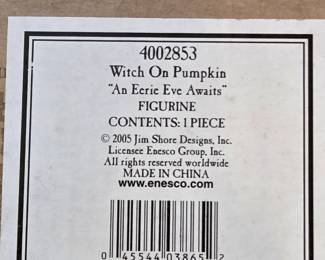 4002853
Witch On Pumpkin
"An Eerie Eve Awaits"
FIGURINE
CONTENTS: 1 PIECE
© 2005 Jim Shore Designs, Inc.
Licensee Enesco Group, Inc.
All rights reserved worldwide
MADE IN CHINA
www.enesco.com
0 45544 03865 2